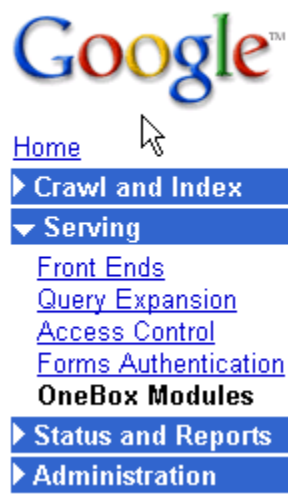 Google™
Home
Crawl and Index
Serving
Front Ends
Query Expansion
Access Control
Forms Authentication
OneBox Modules
Status and Reports
Administration